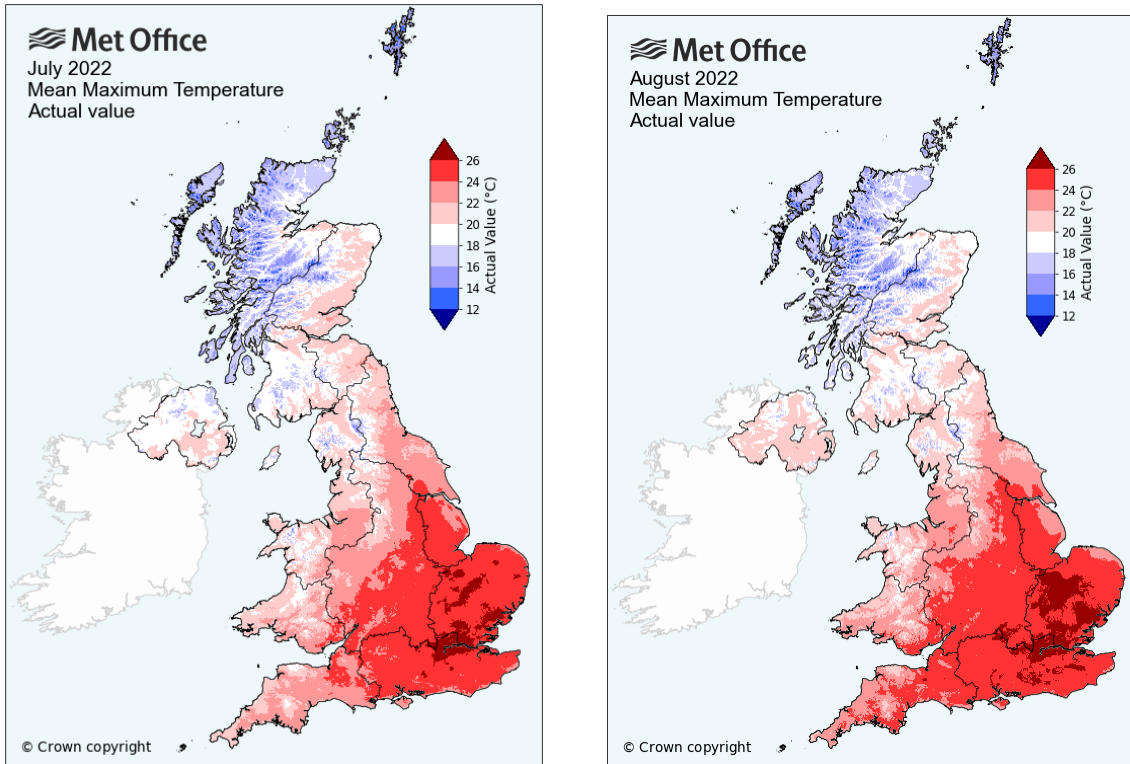 Met Office
July 2022
Mean Maximum Temperature
Actual value
26
24
22
20
18
16
14
12
Actual Value (°C)
© Crown copyright
Met Office
August 2022
Mean Maximum Temperature
Actual value
26
24
22
20
18
16
14
12
Actual Value (°C)
© Crown copyright